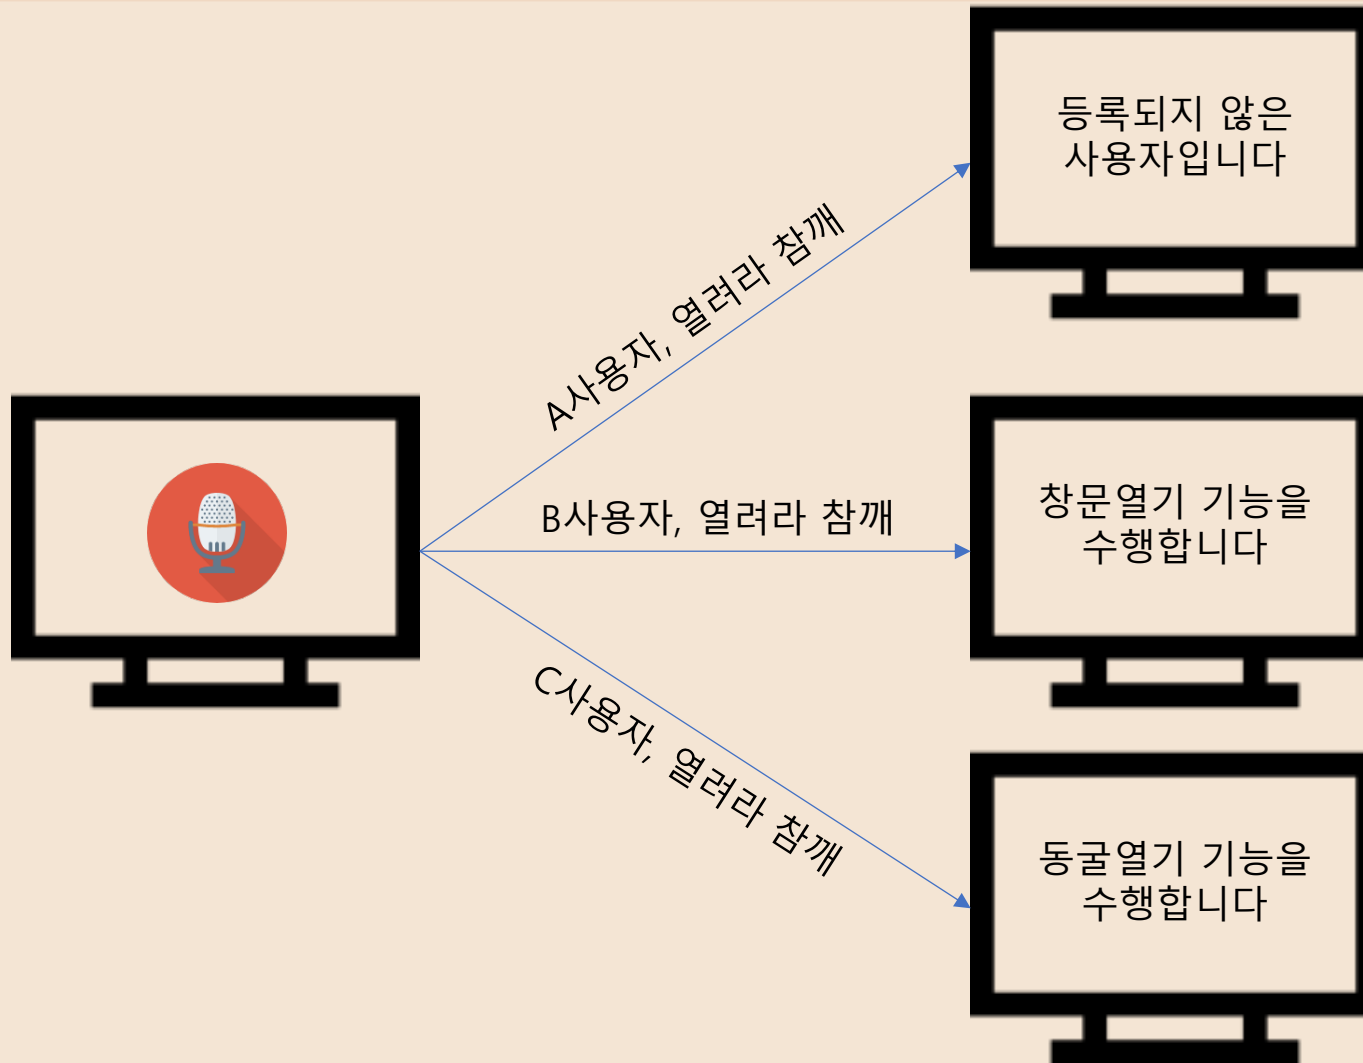 등록되지 않은
사용자입니다
A사용자, 열려라 참깨
B사용자, 열려라 참깨
창문열기 기능을
수행합니다
C사용자, 열려라 참깨
동굴열기 기능을
수행합니다